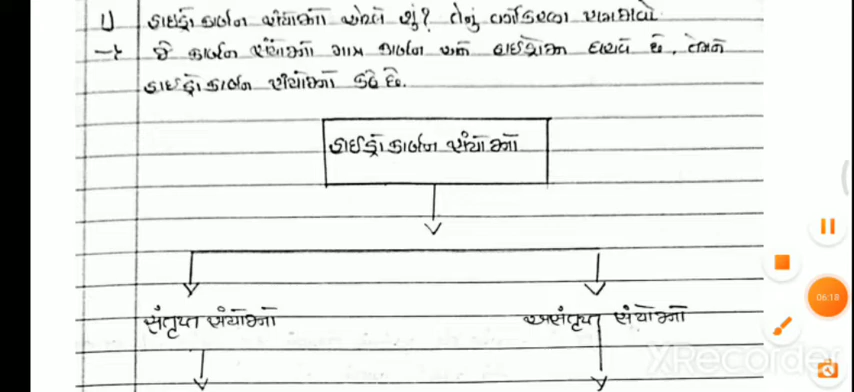 1) હાઇડ્રોકાર્બન સંયોજનો એટલે શું? તેનું વર્ગીકરણ સમજાવો
→ જે કાર્બન સંયોજનો માત્ર કાર્બન અને હાઈડ્રોજન ધરાવે છે, તેમને
હાઈડ્રોકાર્બન સંયોજનો કહે છે.
હાઈડ્રોકાર્બન સંયોજનો
સંતૃપ્ત સંયોજનો
અસંતૃપ્ત સંયોજનો
06:18
XRecorder